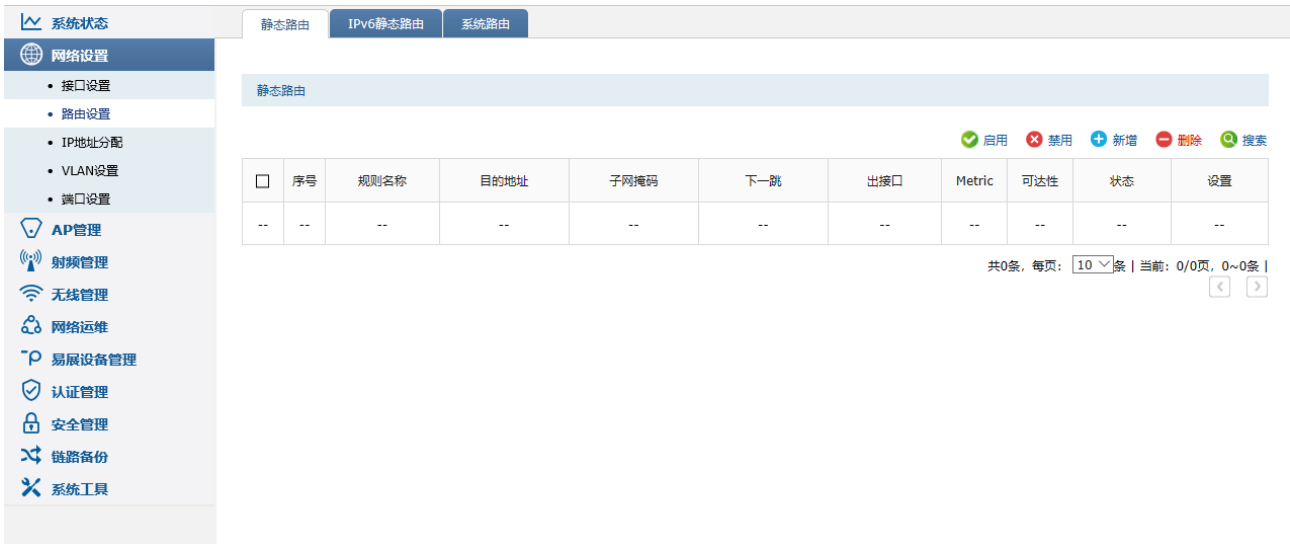 系统状态
网络设置
• 接口设置
• 路由设置
• IP地址分配
• VLAN设置
• 端口设置
AP管理
射频管理
无线管理
网络运维
易展设备管理
认证管理
安全管理
链路备份
系统工具
静态路由 IPv6静态路由 系统路由
静态路由
启用 禁用 新增 删除 搜索
序号 规则名称 目的地址 子网掩码 下一跳 出接口 Metric 可达性 状态 设置
-- -- -- -- -- -- -- -- -- -- --
共0条, 每页: 10 条 | 当前: 0/0页, 0~0条 |
< >